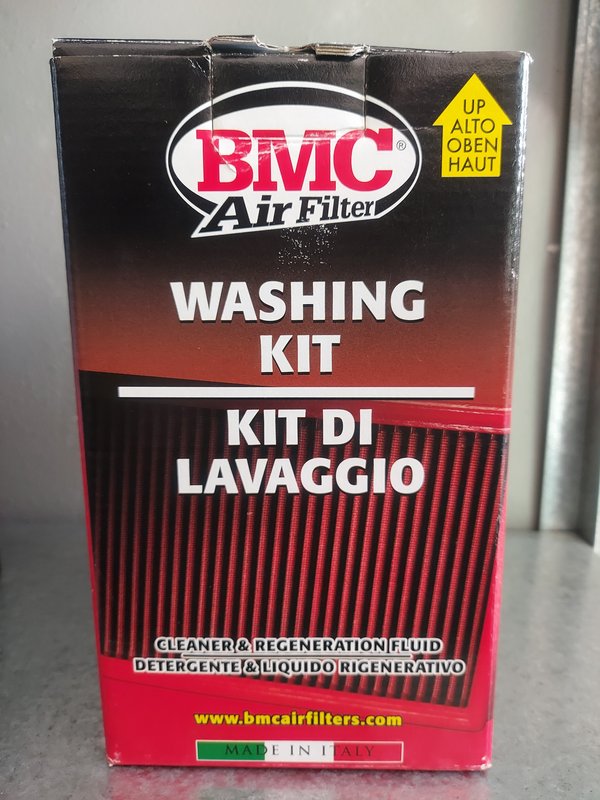 BMC®
Air Filter
UP
ALTO
OBEN
HAUT
WASHING
KIT
KIT DI
LAVAGGIO
CLEANER & REGENERATION FLUID
DETERGENTE & LIQUIDO RIGENERATIVO
www.bmcairfilters.com
MADE IN ITALY